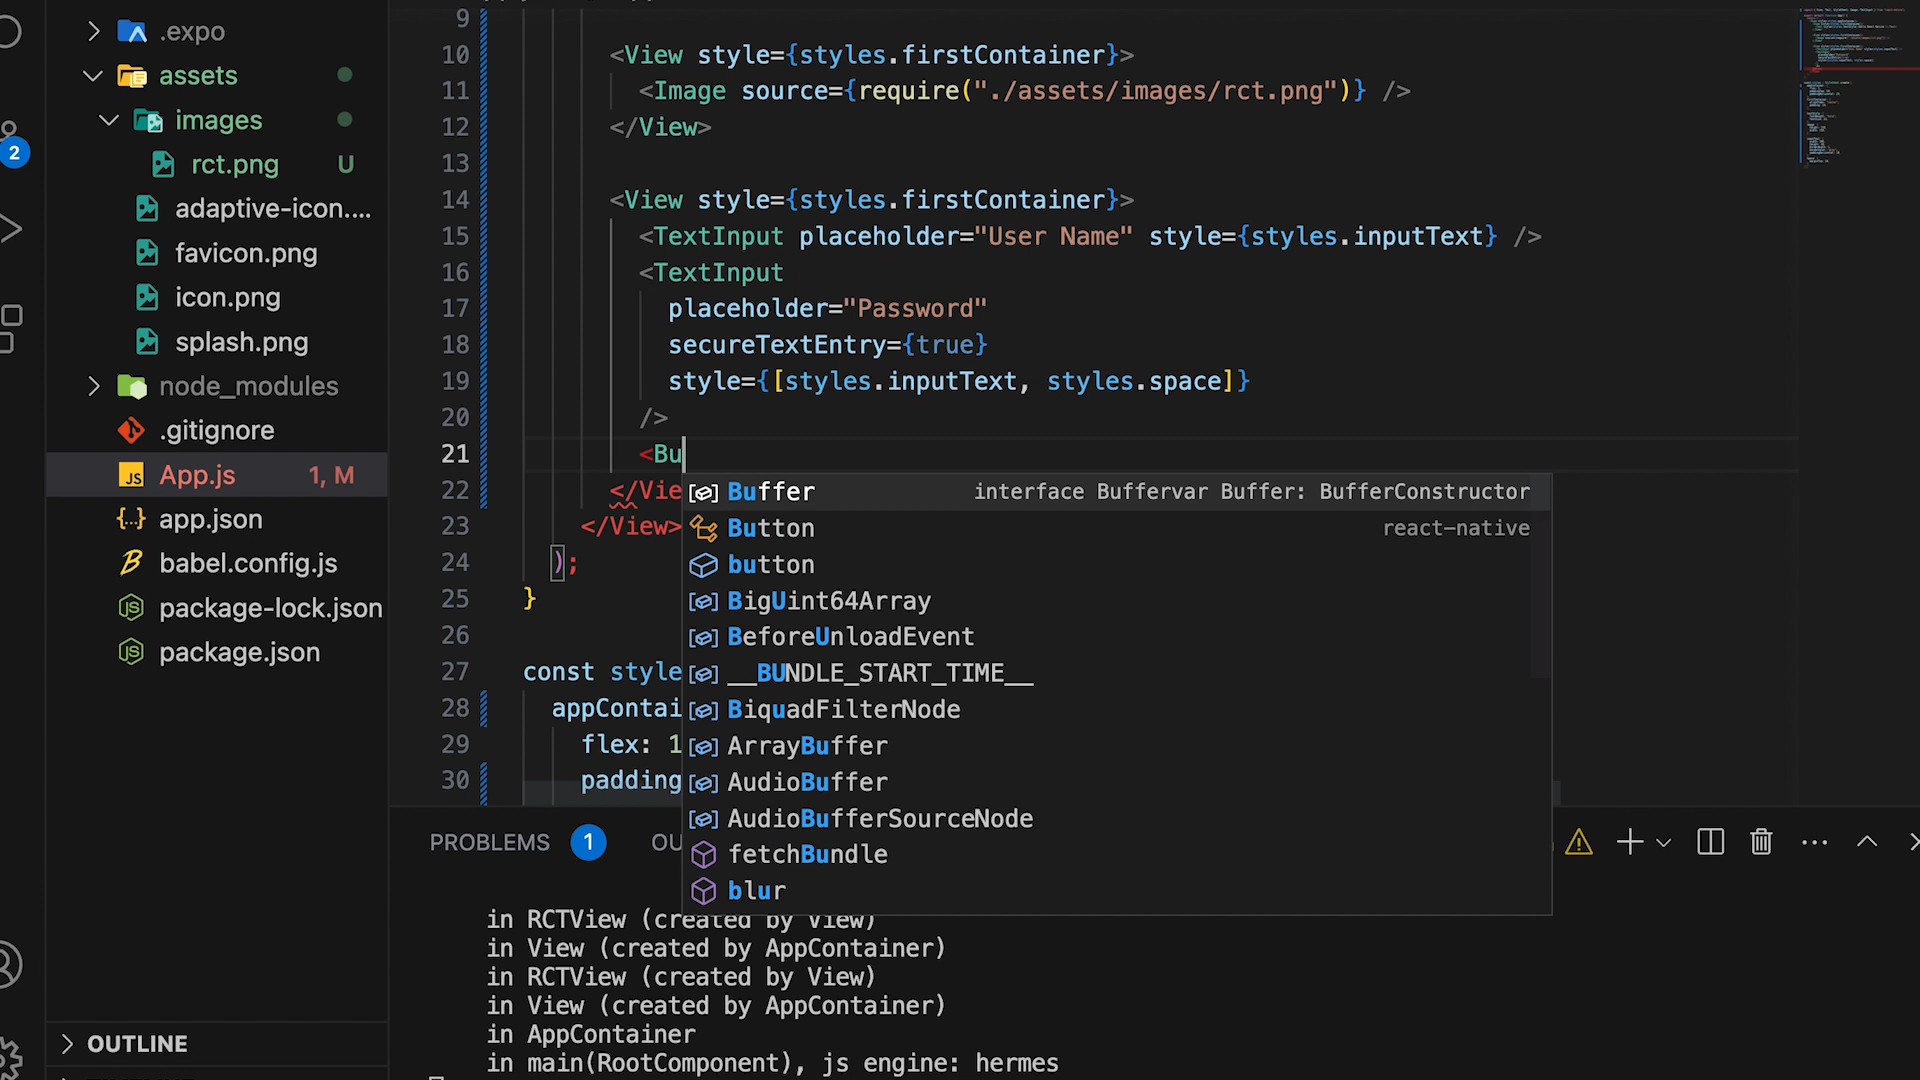 .expo
assets
images
rct.png U
adaptive-icon....
favicon.png
icon.png
splash.png
node_modules
.gitignore
App.js 1, M
app.json
babel.config.js
package-lock.json
package.json
OUTLINE
2
9
10 <View style={styles.firstContainer}>
11 <Image source={require("./assets/images/rct.png")} />
12 </View>
13
14 <View style={styles.firstContainer}>
15 <TextInput placeholder="User Name" style={styles.inputText} />
16 <TextInput
17 placeholder="Password"
18 secureTextEntry={true}
19 style={[styles.inputText, styles.space]}
20 />
21 <Bu
22 </Vie
23 </View>
24 );
25 }
26
27 const style
28 appContai
29 flex: 1
30 padding
Buffer interface Buffervar Buffer: BufferConstructor
Button react-native
button
BigUint64Array
BeforeUnloadEvent
__BUNDLE_START_TIME__
BiquadFilterNode
ArrayBuffer
AudioBuffer
AudioBufferSourceNode
fetchBundle
blur
PROBLEMS 1 OU
in RCTView (created by View)
in View (created by AppContainer)
in RCTView (created by View)
in View (created by AppContainer)
in AppContainer
in main(RootComponent), js engine: hermes